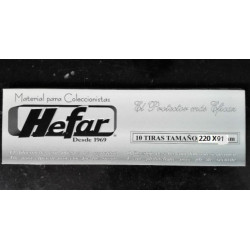 Material para Coleccionistas
Hefar
Desde 1969
El Protector más Eficaz
10 TIRAS TAMAÑO 220 X 91